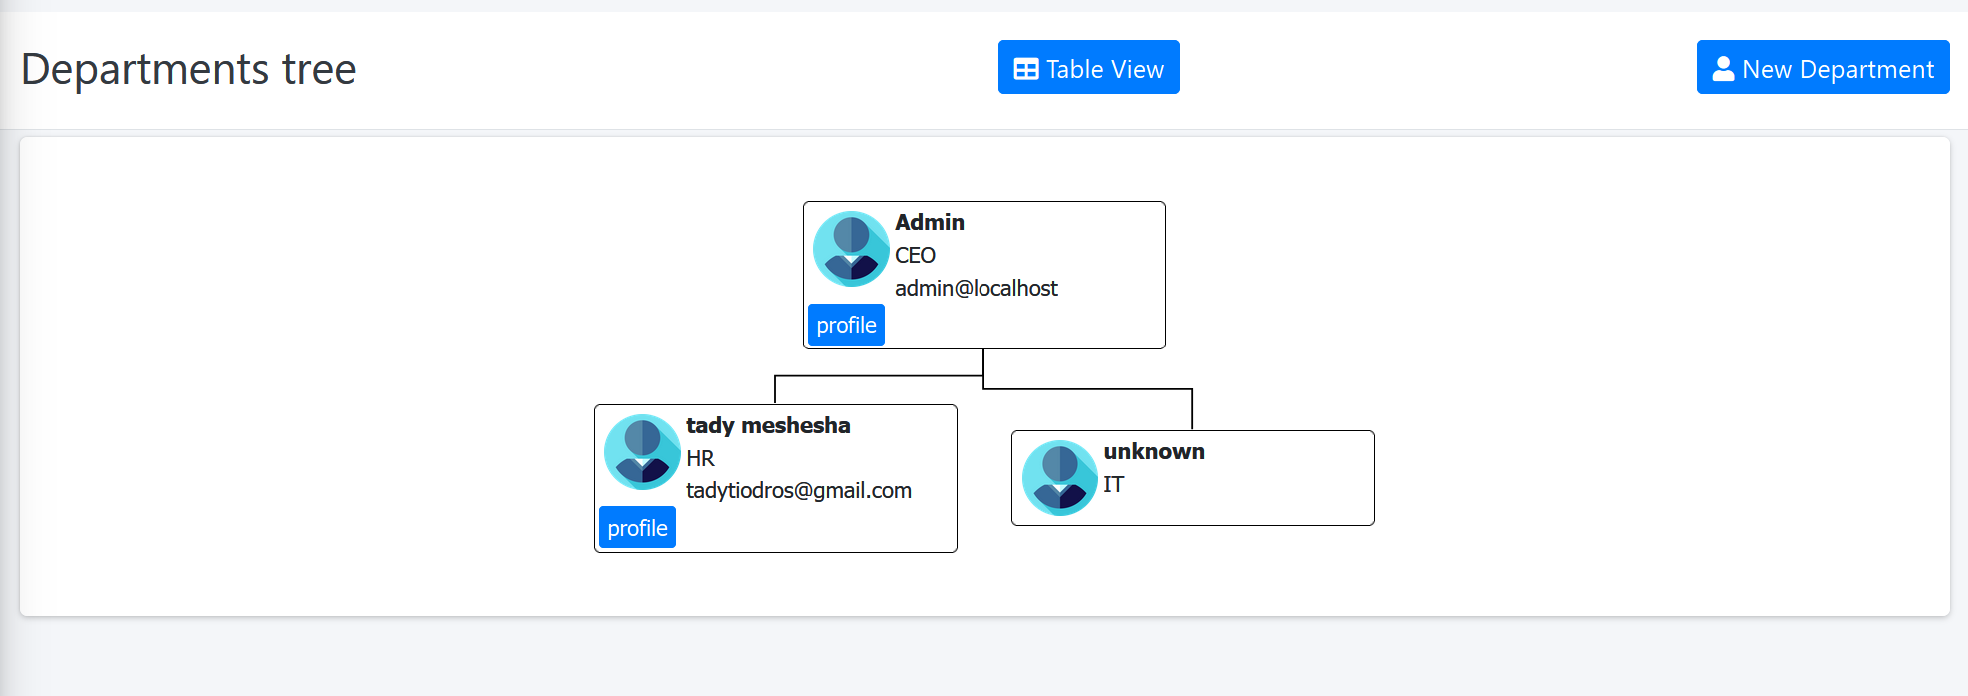 Departments tree
Table View
New Department
Admin
CEO
admin@localhost
profile
tady meshesha
HR
tadytiodros@gmail.com
profile
unknown
IT